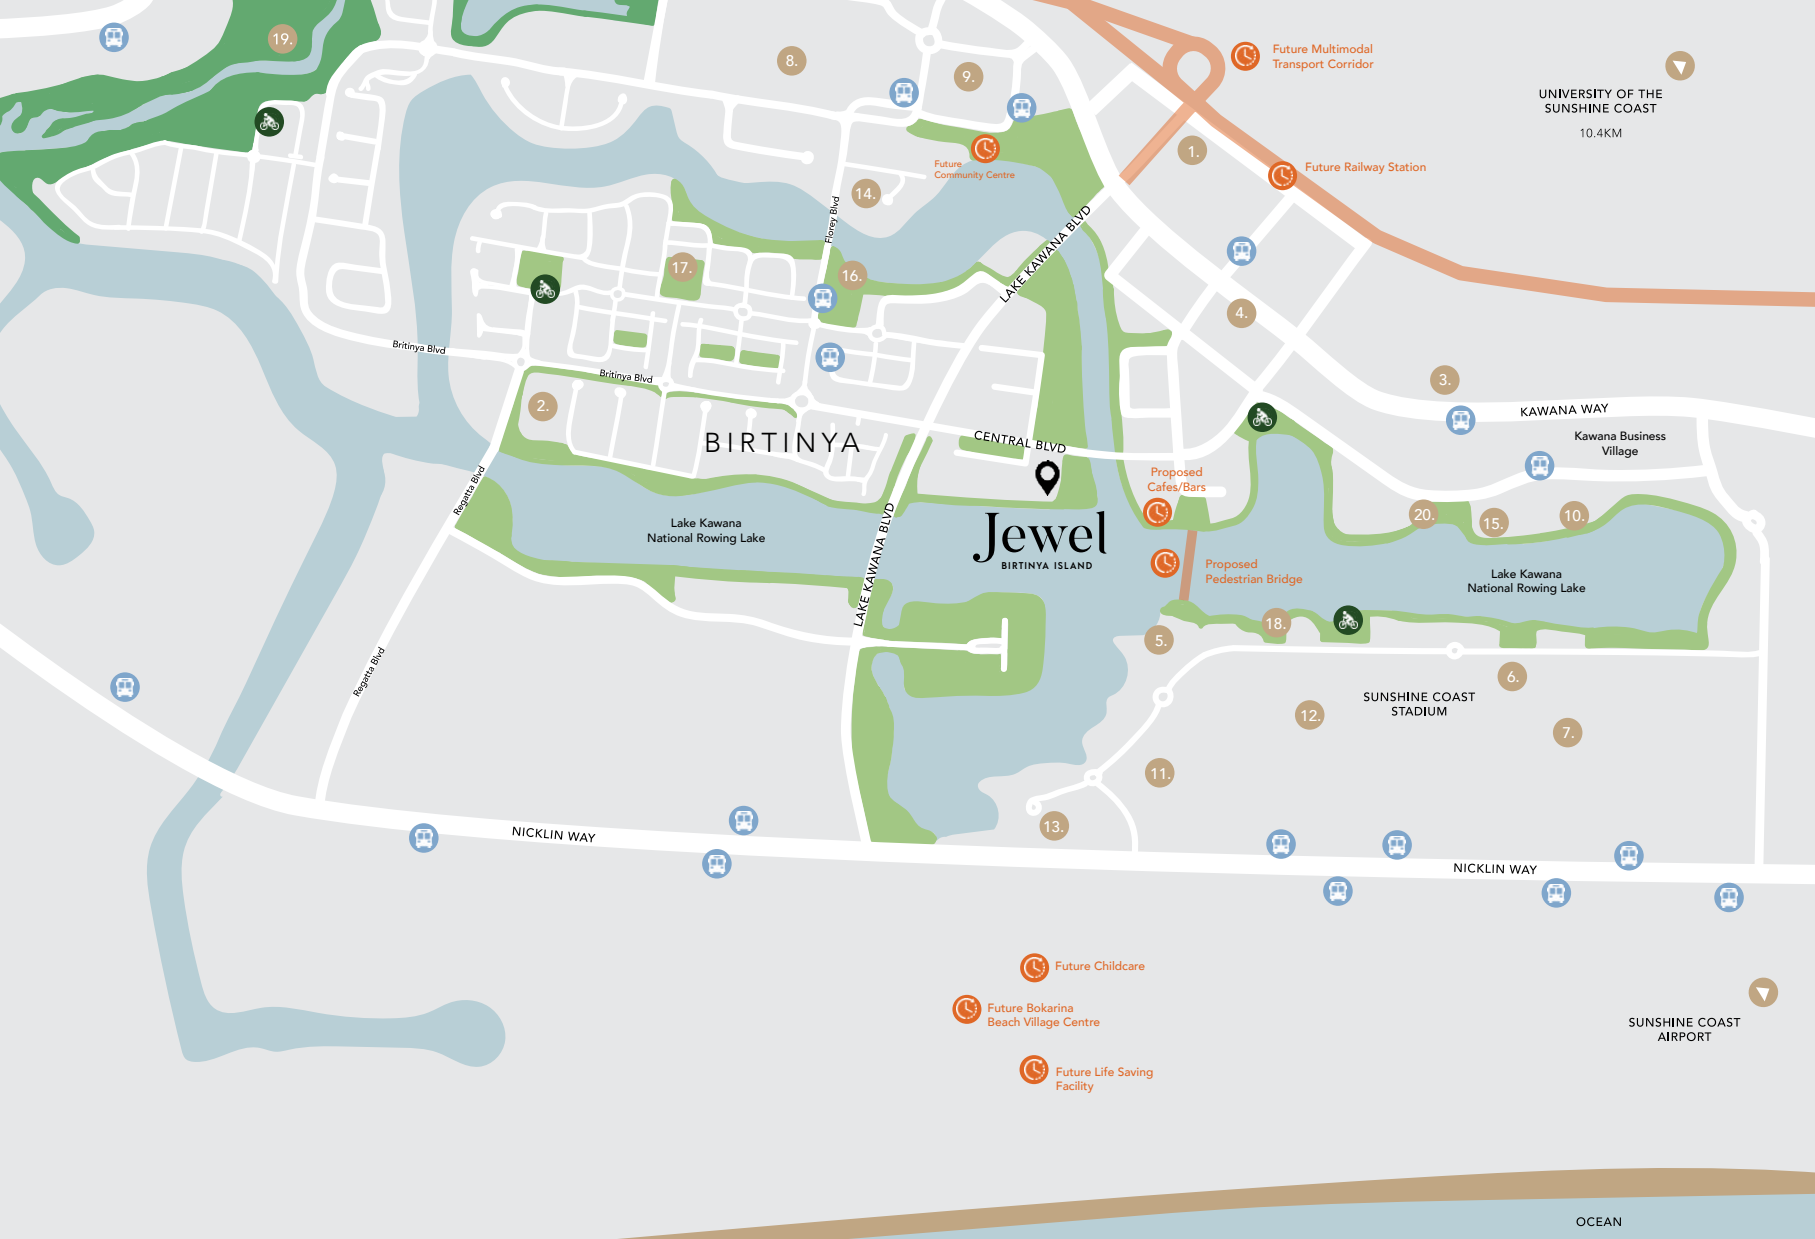 19.
8.
9.
Future Multimodal
Transport Corridor
UNIVERSITY OF THE
SUNSHINE COAST
10.4KM
1.
Future Railway Station
Future
Community Centre
14.
Florey Blvd
LAKE KAWANA BLVD
17.
16.
4.
Britinya Blvd
Britinya Blvd
2.
3.
KAWANA WAY
Kawana Business
Village
BIRTINYA
CENTRAL BLVD
Proposed
Cafes/Bars
Regatta Blvd
LAKE KAWANA BLVD
Lake Kawana
National Rowing Lake
Jewel
BIRTINYA ISLAND
20.
15.
10.
Proposed
Pedestrian Bridge
Lake Kawana
National Rowing Lake
18.
5.
Regatta Blvd
6.
SUNSHINE COAST
STADIUM
12.
7.
11.
13.
NICKLIN WAY
NICKLIN WAY
Future Childcare
Future Bokarina
Beach Village Centre
SUNSHINE COAST
AIRPORT
Future Life Saving
Facility
OCEAN